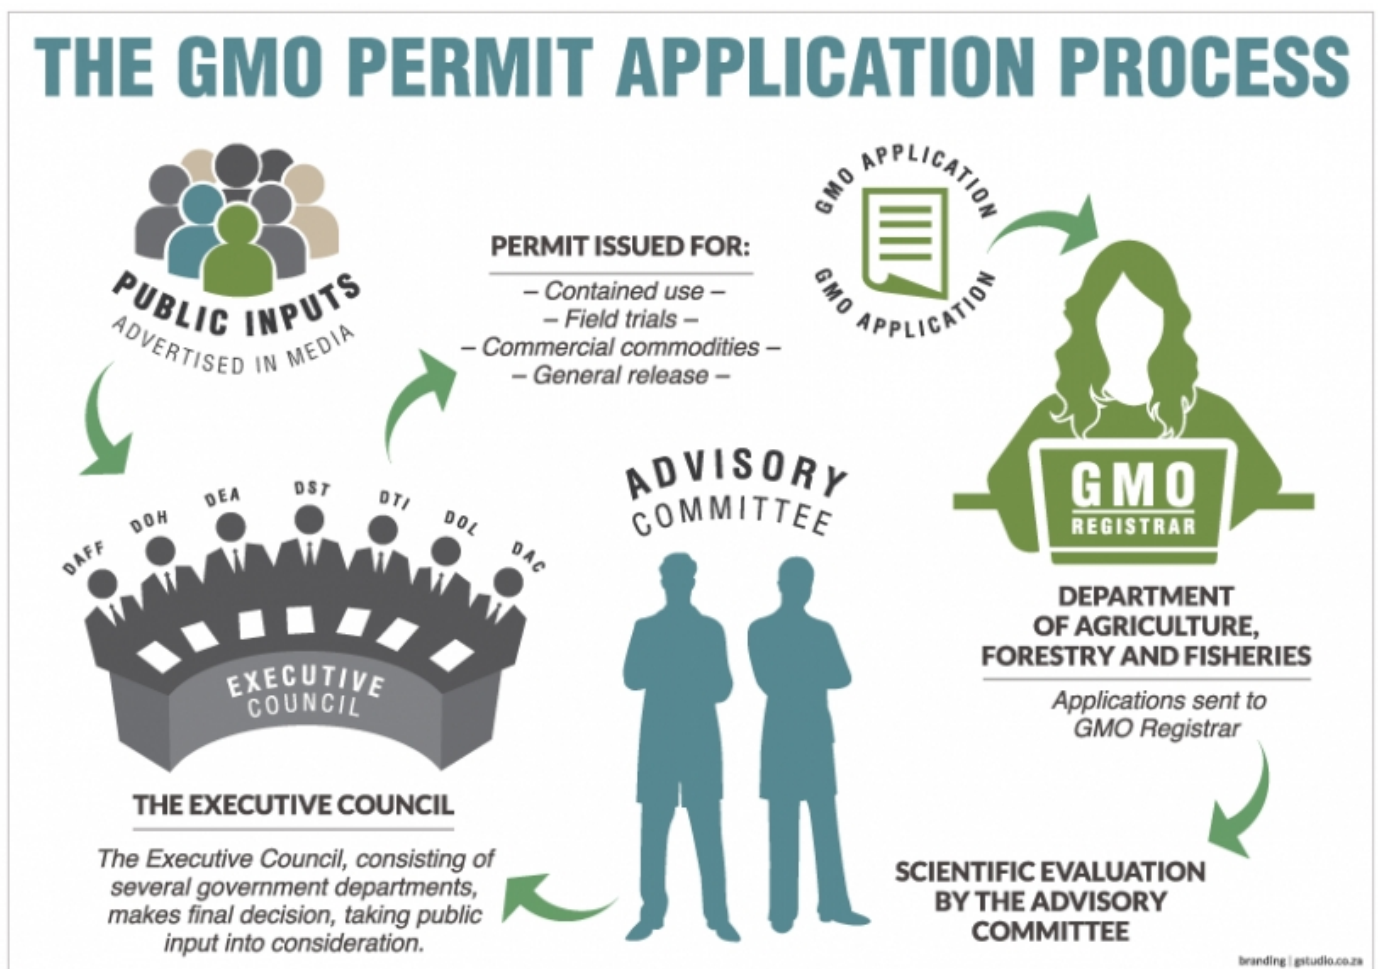 THE GMO PERMIT APPLICATION PROCESS
PUBLIC INPUTS
ADVERTISED IN MEDIA
PERMIT ISSUED FOR:
– Contained use –
– Field trials –
– Commercial commodities –
– General release –
GMO APPLICATION
GMO APPLICATION
GMO
REGISTRAR
DEPARTMENT
OF AGRICULTURE,
FORESTRY AND FISHERIES
Applications sent to
GMO Registrar
SCIENTIFIC EVALUATION
BY THE ADVISORY
COMMITTEE
ADVISORY
COMMITTEE
DAFF
DOH
DEA
DST
DTI
DOL
DAC
EXECUTIVE
COUNCIL
THE EXECUTIVE COUNCIL
The Executive Council, consisting of
several government departments,
makes final decision, taking public
input into consideration.
branding | gstudio.co.za